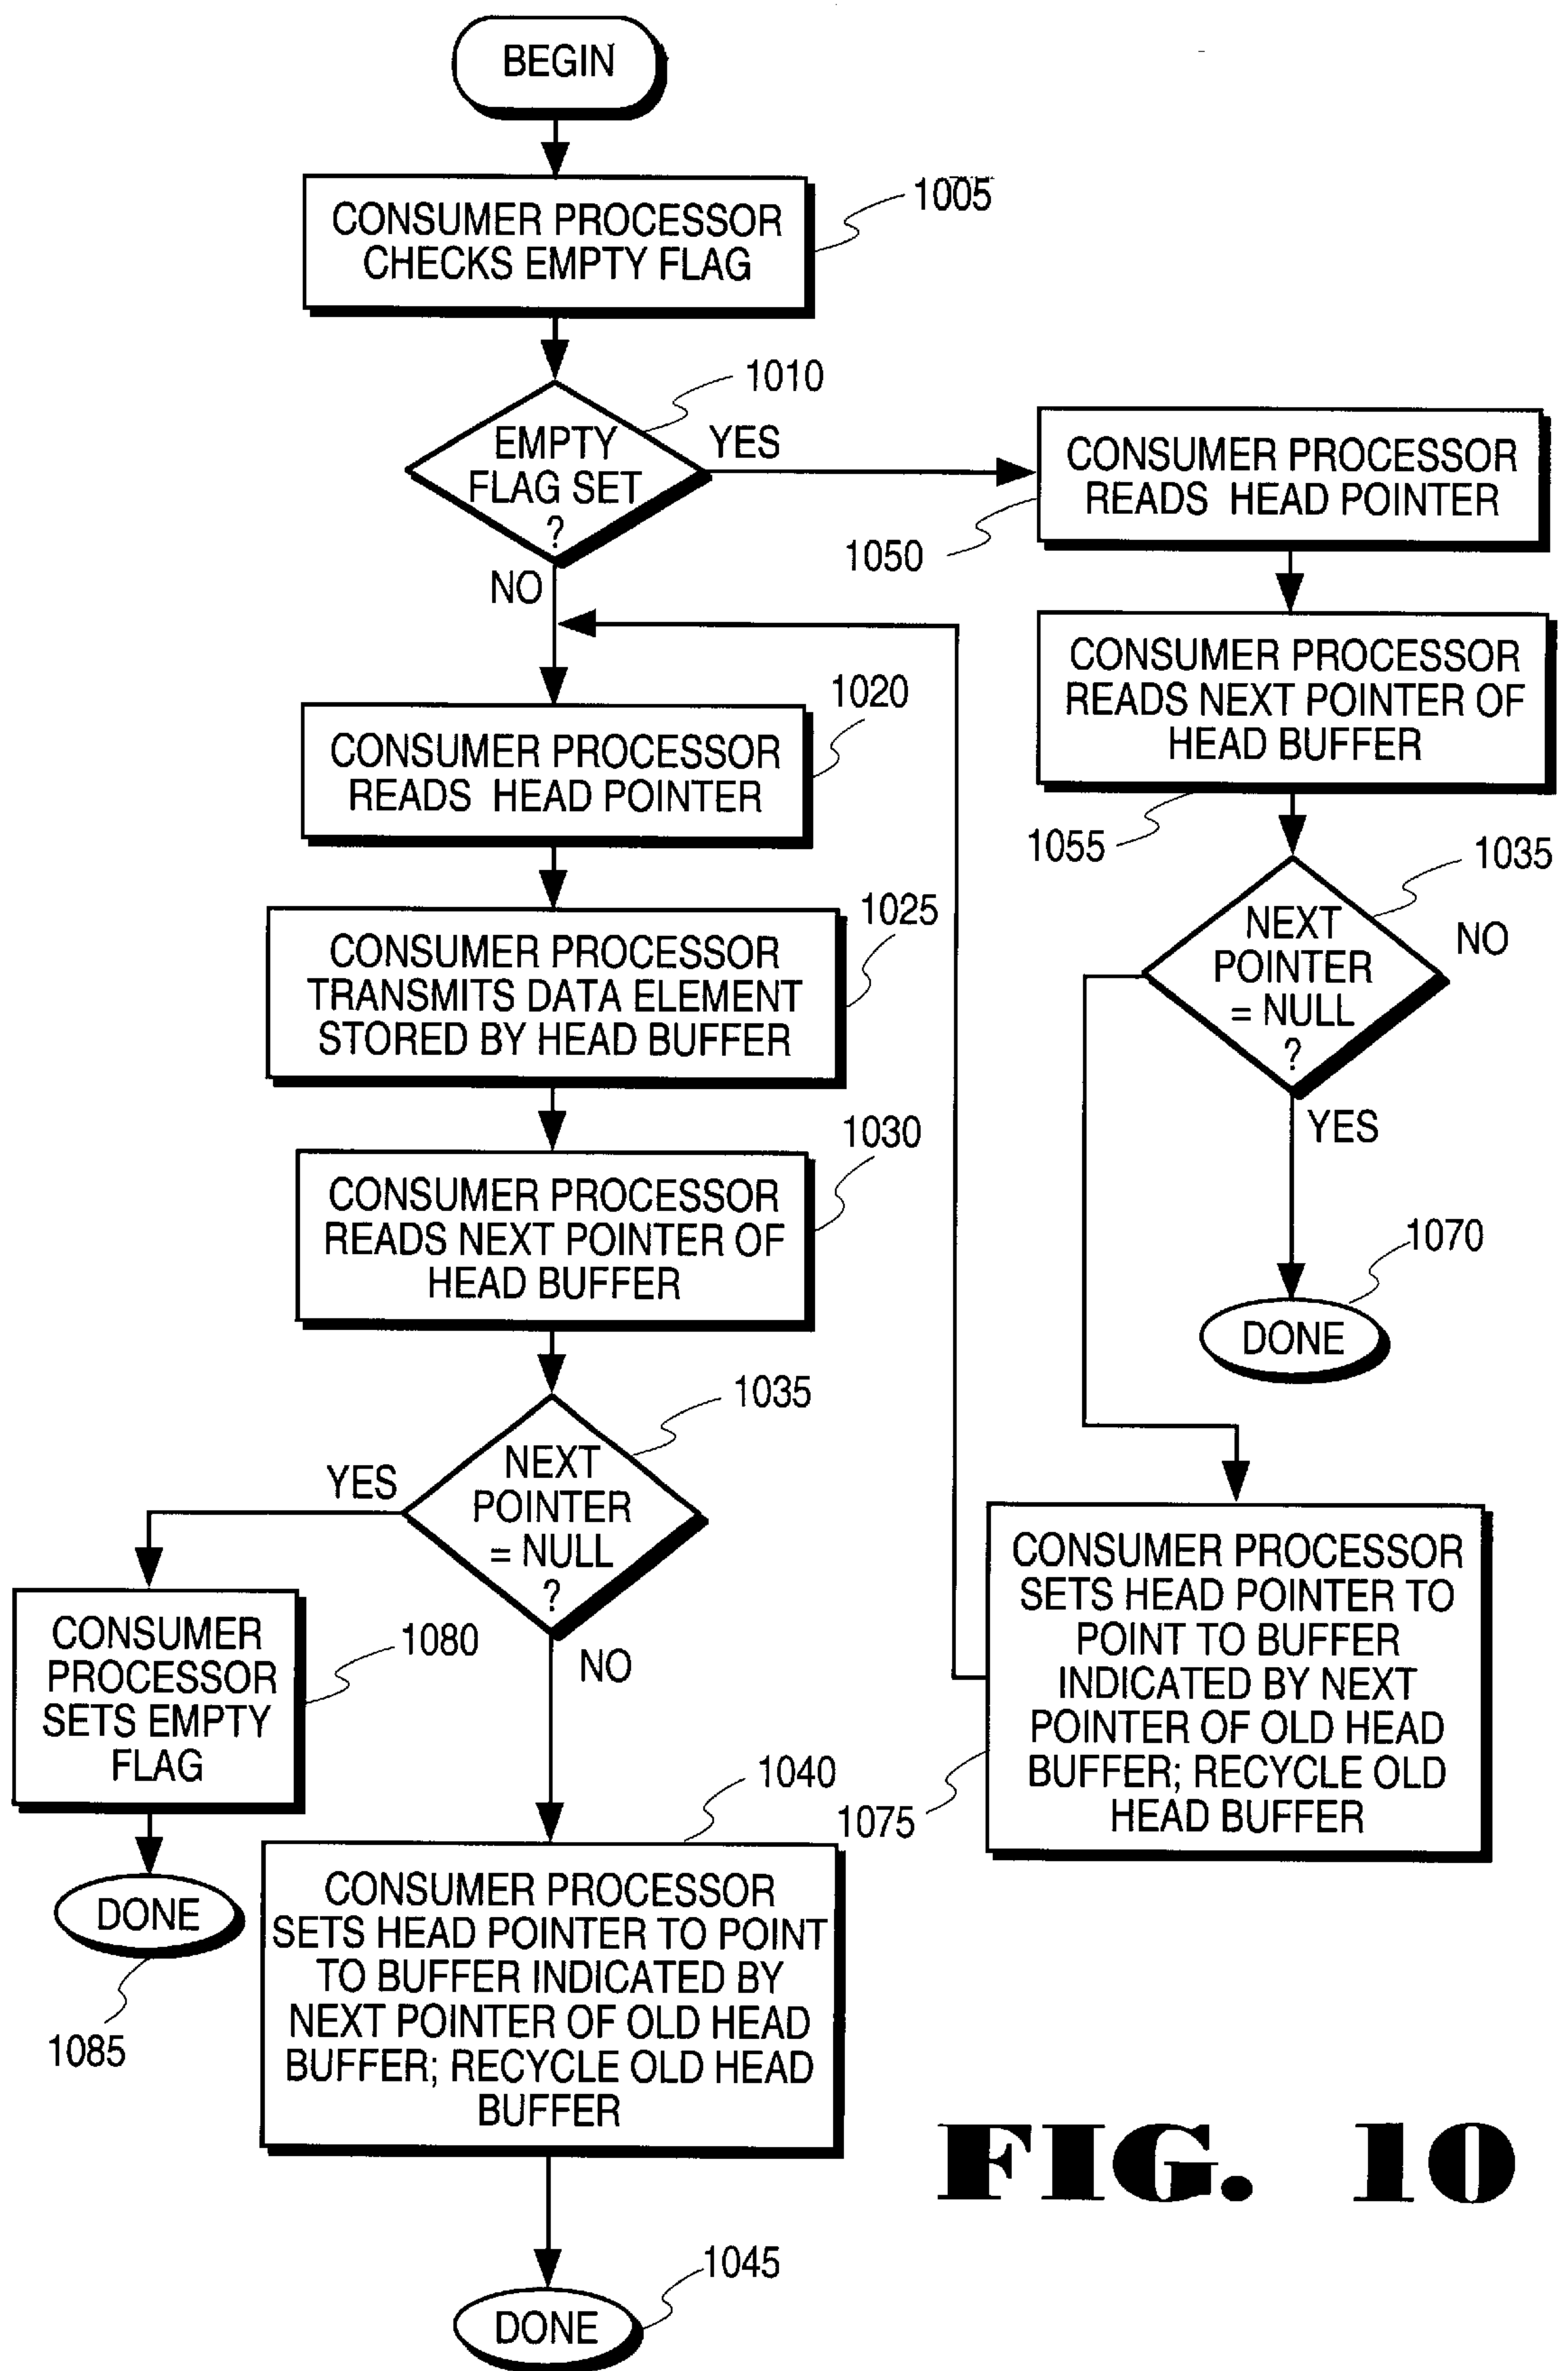 BEGIN
CONSUMER PROCESSOR
CHECKS EMPTY FLAG
1005
EMPTY
FLAG SET
?
1010
YES
NO
CONSUMER PROCESSOR
READS HEAD POINTER
1050
CONSUMER PROCESSOR
READS NEXT POINTER OF
HEAD BUFFER
1055
CONSUMER PROCESSOR
READS HEAD POINTER
1020
CONSUMER PROCESSOR
TRANSMITS DATA ELEMENT
STORED BY HEAD BUFFER
1025
NEXT
POINTER
= NULL
?
1035
NO
YES
DONE
1070
CONSUMER PROCESSOR
READS NEXT POINTER OF
HEAD BUFFER
1030
NEXT
POINTER
= NULL
?
1035
YES
NO
CONSUMER
PROCESSOR
SETS EMPTY
FLAG
1080
DONE
1085
CONSUMER PROCESSOR
SETS HEAD POINTER TO
POINT TO BUFFER
INDICATED BY NEXT
POINTER OF OLD HEAD
BUFFER; RECYCLE OLD
HEAD BUFFER
1075
CONSUMER PROCESSOR
SETS HEAD POINTER TO POINT
TO BUFFER INDICATED BY
NEXT POINTER OF OLD HEAD
BUFFER; RECYCLE OLD HEAD
BUFFER
1040
DONE
1045
FIG. 10